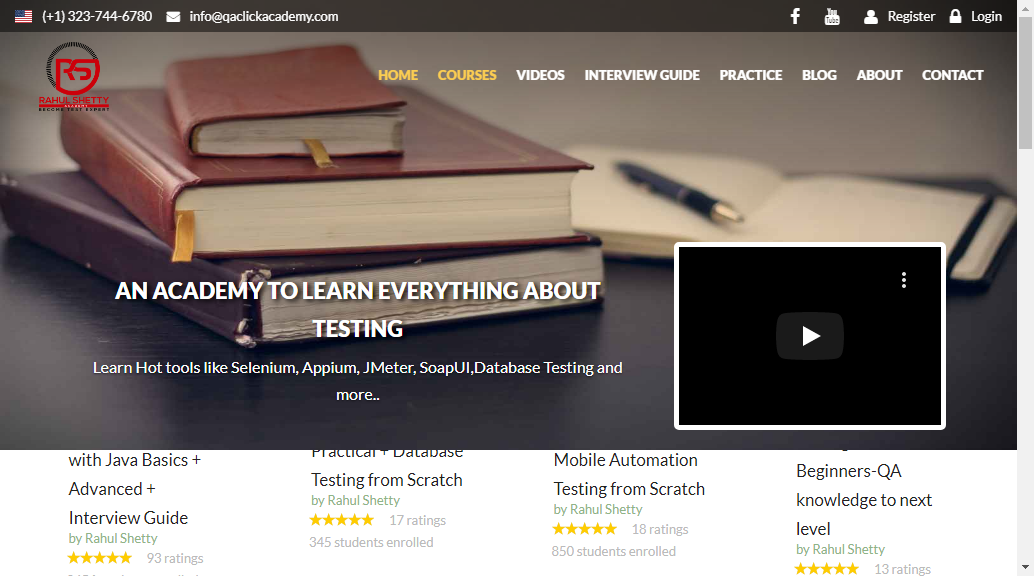 (+1) 323-744-6780
info@qaclickacademy.com
You
Tube
Register
Login
RS
RAHUL SHETTY
HOME
COURSES
VIDEOS
INTERVIEW GUIDE
PRACTICE
BLOG
ABOUT
CONTACT
AN ACADEMY TO LEARN EVERYTHING ABOUT
TESTING
Learn Hot tools like Selenium, Appium, JMeter, SoapUI,Database Testing and
more..
with Java Basics +
Advanced +
Interview Guide
by Rahul Shetty
93 ratings
Practical + Database
Testing from Scratch
by Rahul Shetty
17 ratings
345 students enrolled
Mobile Automation
Testing from Scratch
by Rahul Shetty
18 ratings
850 students enrolled
Beginners-QA
knowledge to next
level
by Rahul Shetty
13 ratings